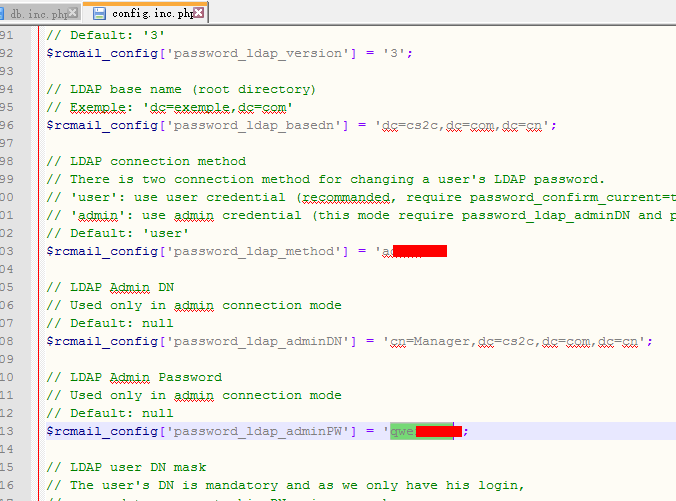 db.inc.php config.inc.php
91 // Default: '3'
92 $rcmail_config['password_ldap_version'] = '3';
93
94 // LDAP base name (root directory)
95 // Exemple: 'dc=exemple,dc=com'
96 $rcmail_config['password_ldap_basedn'] = 'dc=cs2c,dc=com,dc=cn';
97
98 // LDAP connection method
99 // There is two connection method for changing a user's LDAP password.
00 // 'user': use user credential (recommanded, require password_confirm_current=t
01 // 'admin': use admin credential (this mode require password_ldap_adminDN and p
02 // Default: 'user'
03 $rcmail_config['password_ldap_method'] = 'a
04
05 // LDAP Admin DN
06 // Used only in admin connection mode
07 // Default: null
08 $rcmail_config['password_ldap_adminDN'] = 'cn=Manager,dc=cs2c,dc=com,dc=cn';
09
10 // LDAP Admin Password
11 // Used only in admin connection mode
12 // Default: null
13 $rcmail_config['password_ldap_adminPW'] = 'qwe ;
14
15 // LDAP user DN mask
16 // The user's DN is mandatory and as we only have his login,